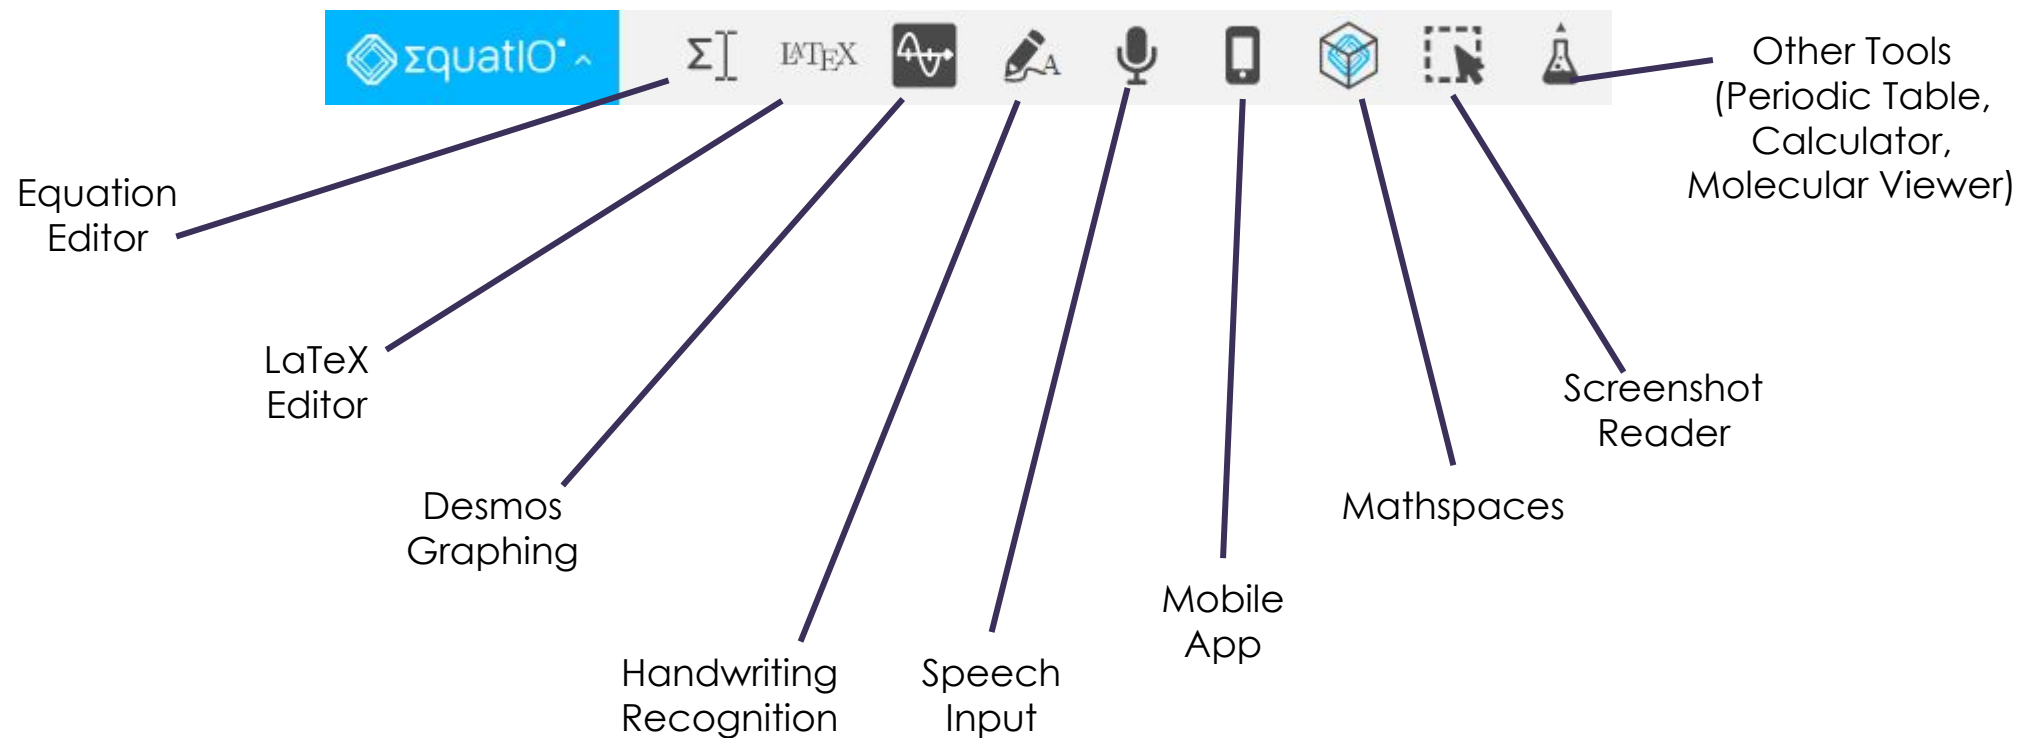 ΣquatIO
Σ
LATEX
A
Other Tools
(Periodic Table,
Calculator,
Molecular Viewer)
Equation
Editor
LaTeX
Editor
Screenshot
Reader
Desmos
Graphing
Mathspaces
Mobile
App
Handwriting
Recognition
Speech
Input